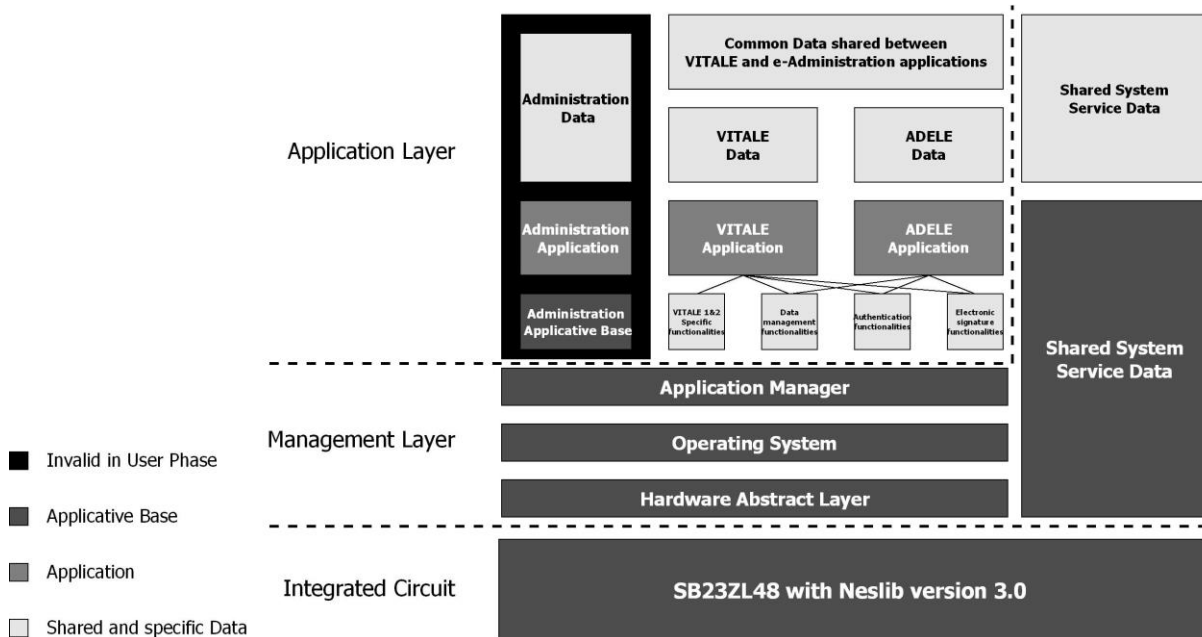 Common Data shared between
VITALE and e-Administration applications
Shared System
Service Data
Administration
Data
VITALE
Data
ADELE
Data
Application Layer
Administration
Application
VITALE
Application
ADELE
Application
Administration
Applicative Base
VITALE 1&2
Specific
functionalities
Data
management
functionalities
Authentication
functionalities
Electronic
signature
functionalities
Shared System
Service Data
Application Manager
Management Layer
Operating System
Hardware Abstract Layer
Invalid in User Phase
Applicative Base
Application
Shared and specific Data
Integrated Circuit
SB23ZL48 with Neslib version 3.0